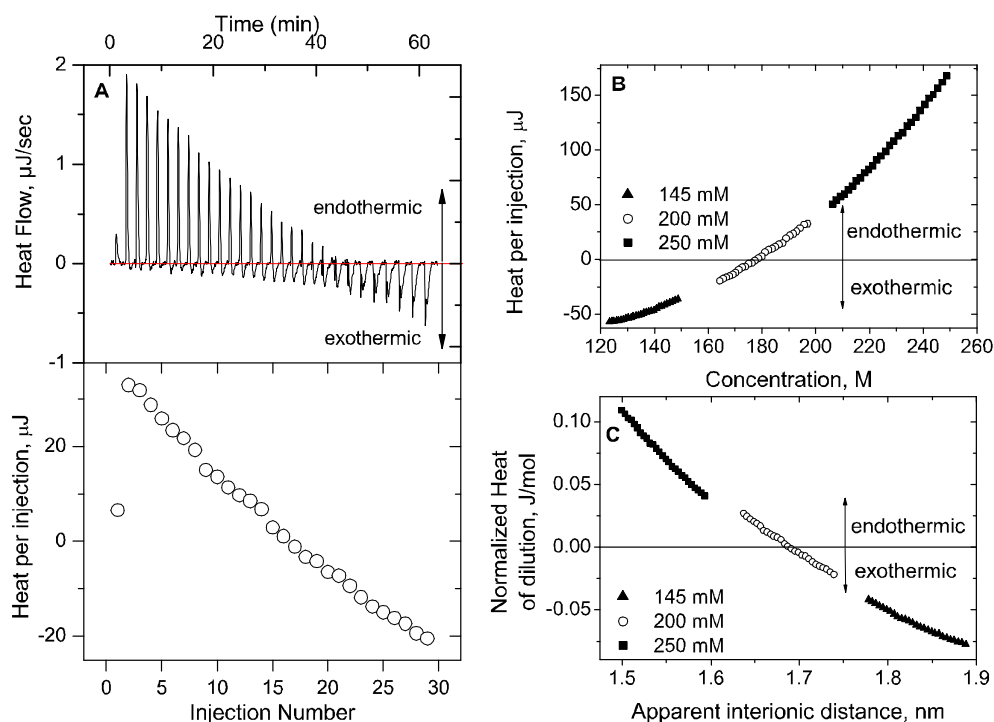 Time (min)
0 20 40 60
A
2
1
0
-1
Heat Flow, μJ/sec
endothermic
exothermic
20
0
-20
Heat per injection, μJ
0 5 10 15 20 25 30
Injection Number
B
150
100
50
0
-50
Heat per injection, μJ
145 mM
200 mM
250 mM
endothermic
exothermic
120 140 160 180 200 220 240 260
Concentration, M
C
0.10
0.05
0.00
-0.05
Normalized Heat
of dilution, J/mol
endothermic
exothermic
145 mM
200 mM
250 mM
1.5 1.6 1.7 1.8 1.9
Apparent interionic distance, nm